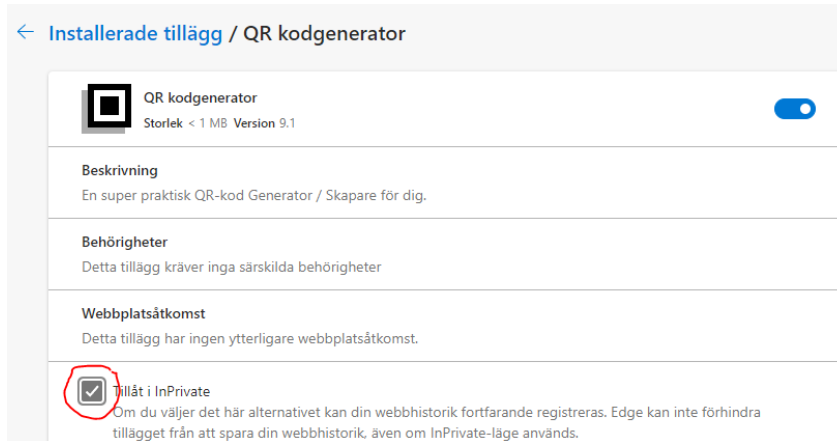 Installerade tillägg / QR kodgenerator
QR kodgenerator
Storlek < 1 MB Version 9.1
Beskrivning
En super praktisk QR-kod Generator / Skapare för dig.
Behörigheter
Detta tillägg kräver inga särskilda behörigheter
Webbplatsåtkomst
Detta tillägg har ingen ytterligare webbplatsåtkomst.
Tillåt i InPrivate
Om du väljer det här alternativet kan din webbhistorik fortfarande registreras. Edge kan inte förhindra
tillägget från att spara din webbhistorik, även om InPrivate-läge används.